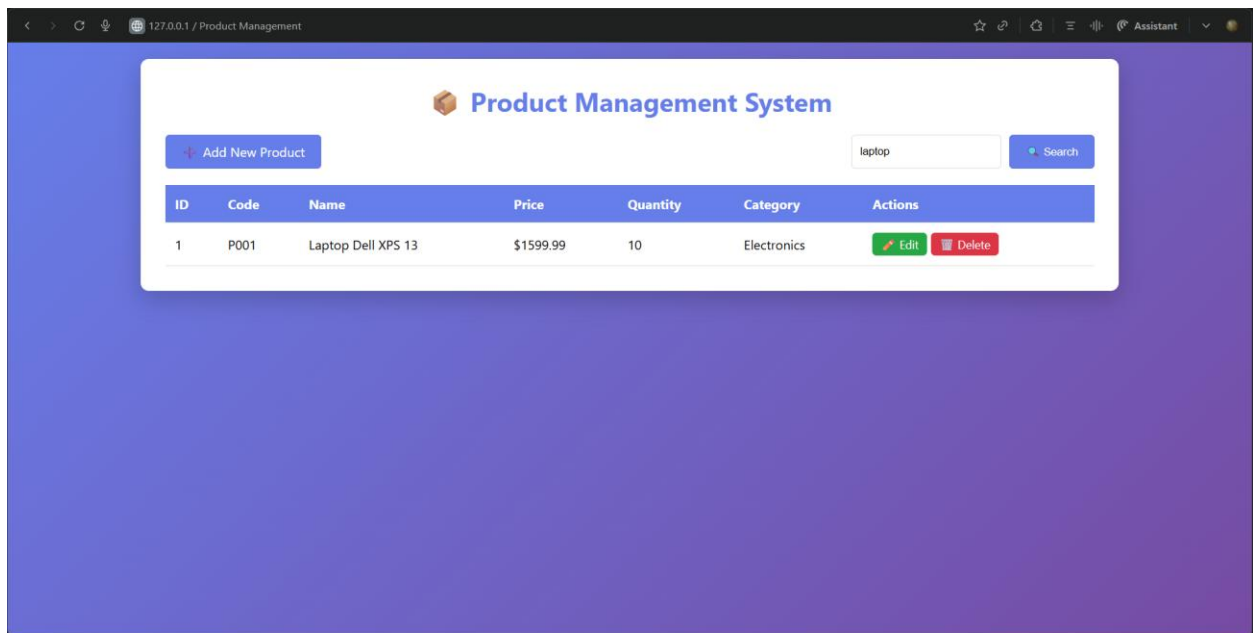 127.0.0.1 / Product Management
Assistant
Product Management System
Add New Product
laptop
Search
ID Code Name Price Quantity Category Actions
1 P001 Laptop Dell XPS 13 $1599.99 10 Electronics Edit Delete